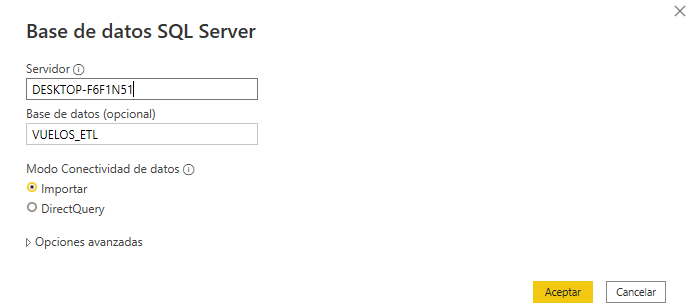 Base de datos SQL Server
Servidor
DESKTOP-F6F1N51
Base de datos (opcional)
VUELOS_ETL
Modo Conectividad de datos
Importar
DirectQuery
Opciones avanzadas
Aceptar Cancelar